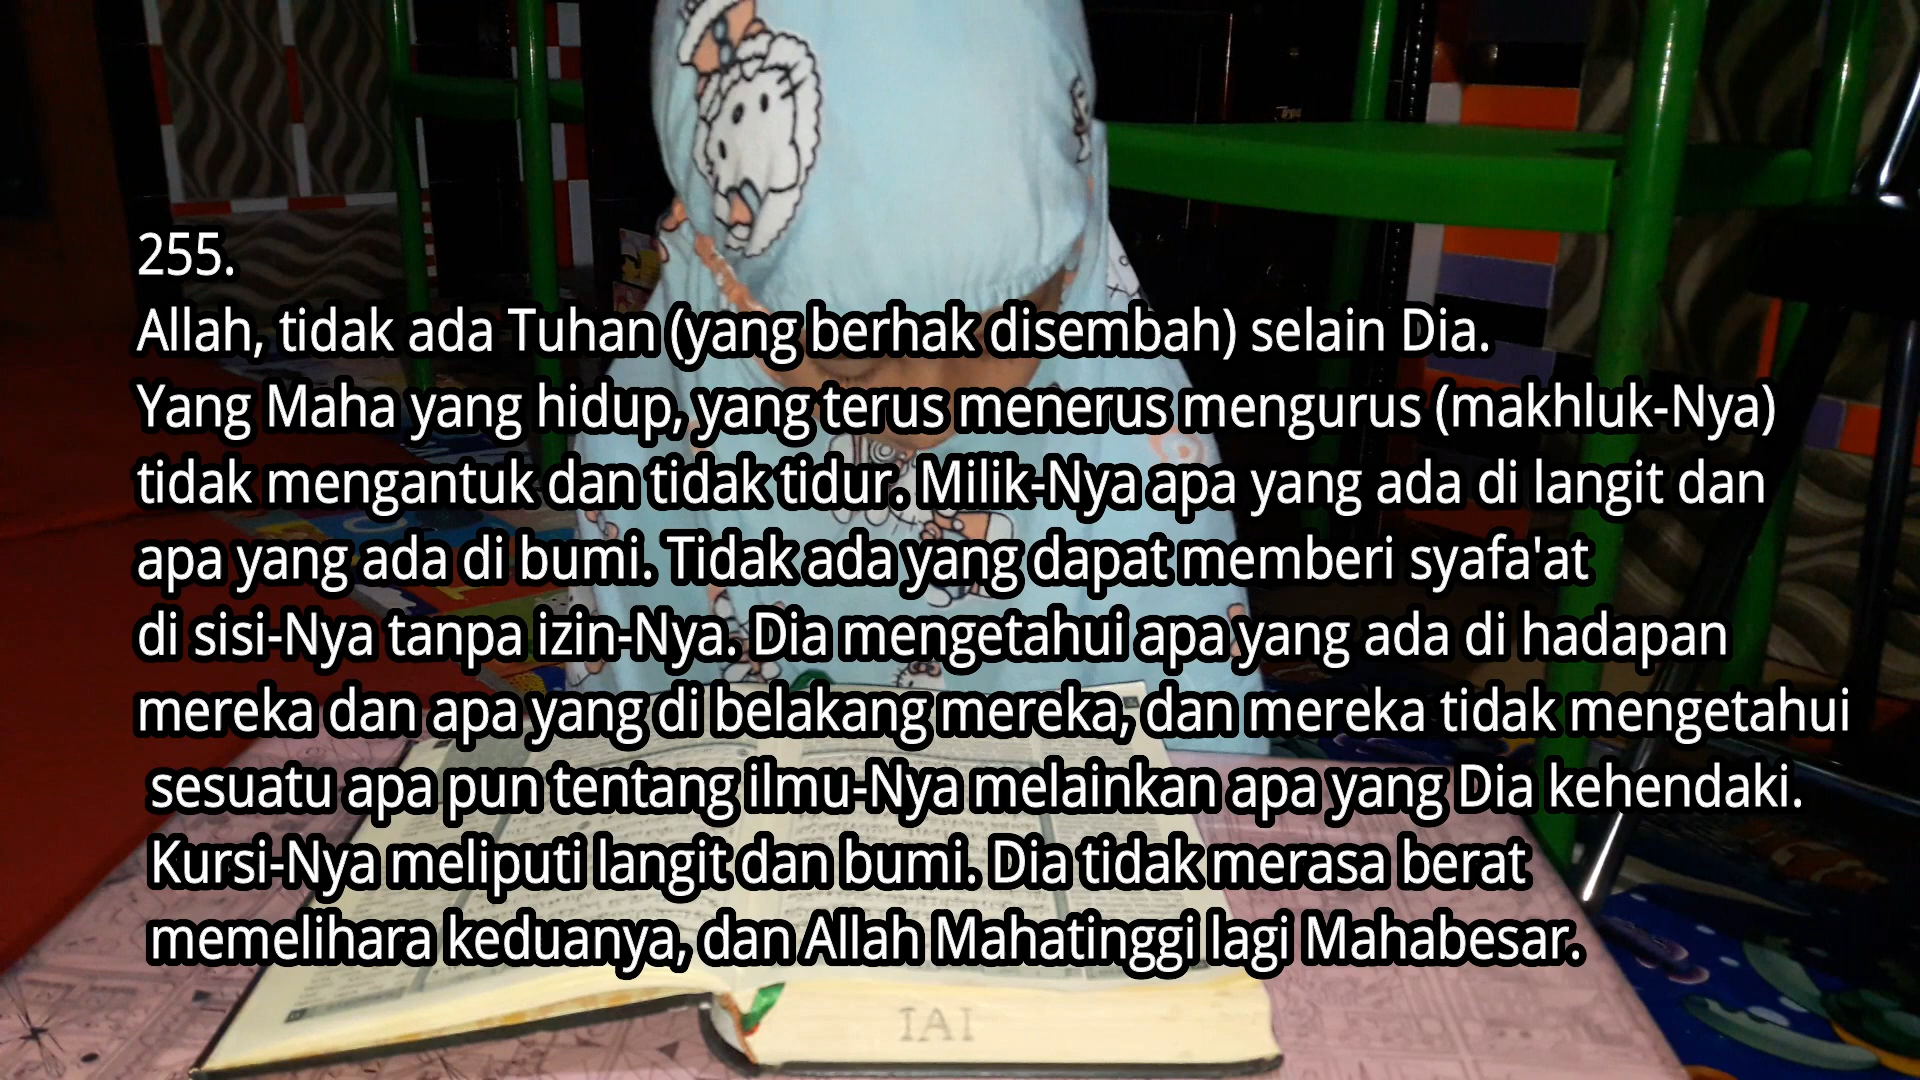 255.
Allah, tidak ada Tuhan (yang berhak disembah) selain Dia.
Yang Maha yang hidup, yang terus menerus mengurus (makhluk-Nya)
tidak mengantuk dan tidak tidur. Milik-Nya apa yang ada di langit dan
apa yang ada di bumi. Tidak ada yang dapat memberi syafa'at
di sisi-Nya tanpa izin-Nya. Dia mengetahui apa yang ada di hadapan
mereka dan apa yang di belakang mereka, dan mereka tidak mengetahui
sesuatu apa pun tentang ilmu-Nya melainkan apa yang Dia kehendaki.
Kursi-Nya meliputi langit dan bumi. Dia tidak merasa berat
memelihara keduanya, dan Allah Mahatinggi lagi Mahabesar.
IAI